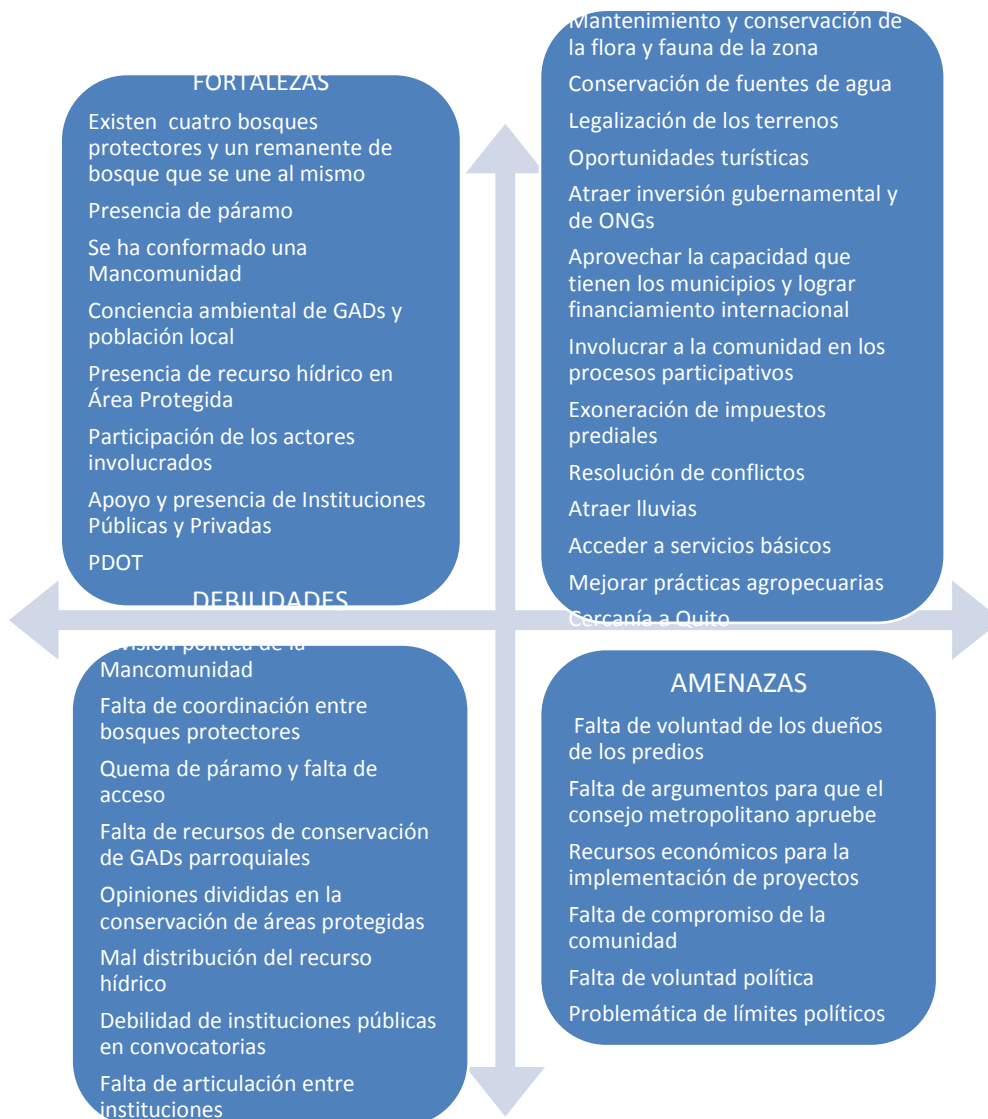 FORTALEZAS
Existen cuatro bosques
protectores y un remanente de
bosque que se une al mismo
Presencia de páramo
Se ha conformado una
Mancomunidad
Conciencia ambiental de GADs y
población local
Presencia de recurso hídrico en
Área Protegida
Participación de los actores
involucrados
Apoyo y presencia de Instituciones
Públicas y Privadas
PDOT
Mantenimiento y conservación de
la flora y fauna de la zona
Conservación de fuentes de agua
Legalización de los terrenos
Oportunidades turísticas
Atraer inversión gubernamental y
de ONGs
Aprovechar la capacidad que
tienen los municipios y lograr
financiamiento internacional
Involucrar a la comunidad en los
procesos participativos
Exoneración de impuestos
prediales
Resolución de conflictos
Atraer lluvias
Acceder a servicios básicos
Mejorar prácticas agropecuarias
Cercanía a Quito
DEBILIDADES
División política de la
Mancomunidad
Falta de coordinación entre
bosques protectores
Quema de páramo y falta de
acceso
Falta de recursos de conservación
de GADs parroquiales
Opiniones divididas en la
conservación de áreas protegidas
Mal distribución del recurso
hídrico
Debilidad de instituciones públicas
en convocatorias
Falta de articulación entre
instituciones
AMENAZAS
Falta de voluntad de los dueños
de los predios
Falta de argumentos para que el
consejo metropolitano apruebe
Recursos económicos para la
implementación de proyectos
Falta de compromiso de la
comunidad
Falta de voluntad política
Problemática de límites políticos